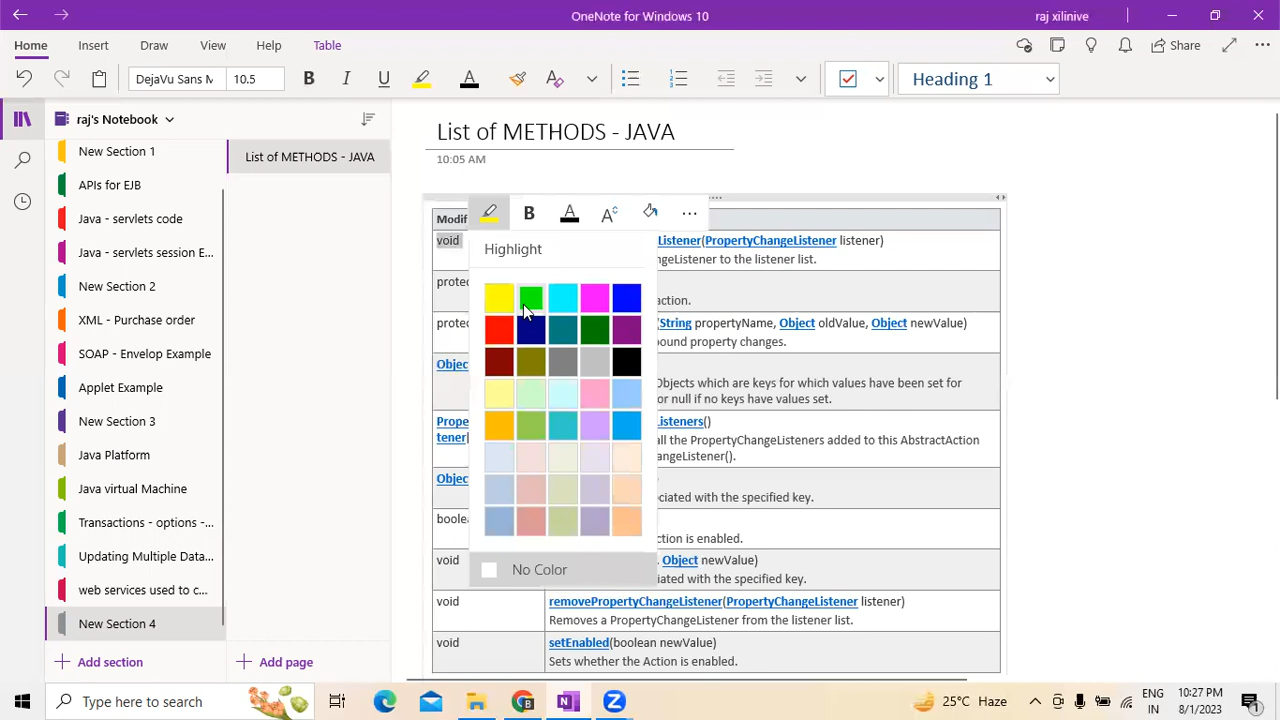 OneNote for Windows 10
raj xilinive
Home
Insert
Draw
View
Help
Table
Share
DejaVu Sans M
10.5
B
I
U
A
Heading 1
raj's Notebook
New Section 1
APIs for EJB
Java - servlets code
Java - servlets session E...
New Section 2
XML - Purchase order
SOAP - Envelop Example
Applet Example
New Section 3
Java Platform
Java virtual Machine
Transactions - options -...
Updating Multiple Data...
web services used to c...
New Section 4
Add section
List of METHODS - JAVA
Add page
List of METHODS - JAVA
10:05 AM
Modif
B
A
A
Highlight
No Color
void
Listener(PropertyChangeListener listener)
ngeListener to the listener list.
protec
action.
protec
(String propertyName, Object oldValue, Object newValue)
ound property changes.
Objec
Objects which are keys for which values have been set for
or null if no keys have values set.
Prope
Listeners()
tener[
all the PropertyChangeListeners added to this AbstractAction
angeListener().
Objec
ociated with the specified key.
boolea
ction is enabled.
void
, Object newValue)
ciated with the specified key.
void
removePropertyChangeListener(PropertyChangeListener listener)
Removes a PropertyChangeListener from the listener list.
void
setEnabled(boolean newValue)
Sets whether the Action is enabled.
Type here to search
25°C Haze
ENG
IN
10:27 PM
8/1/2023